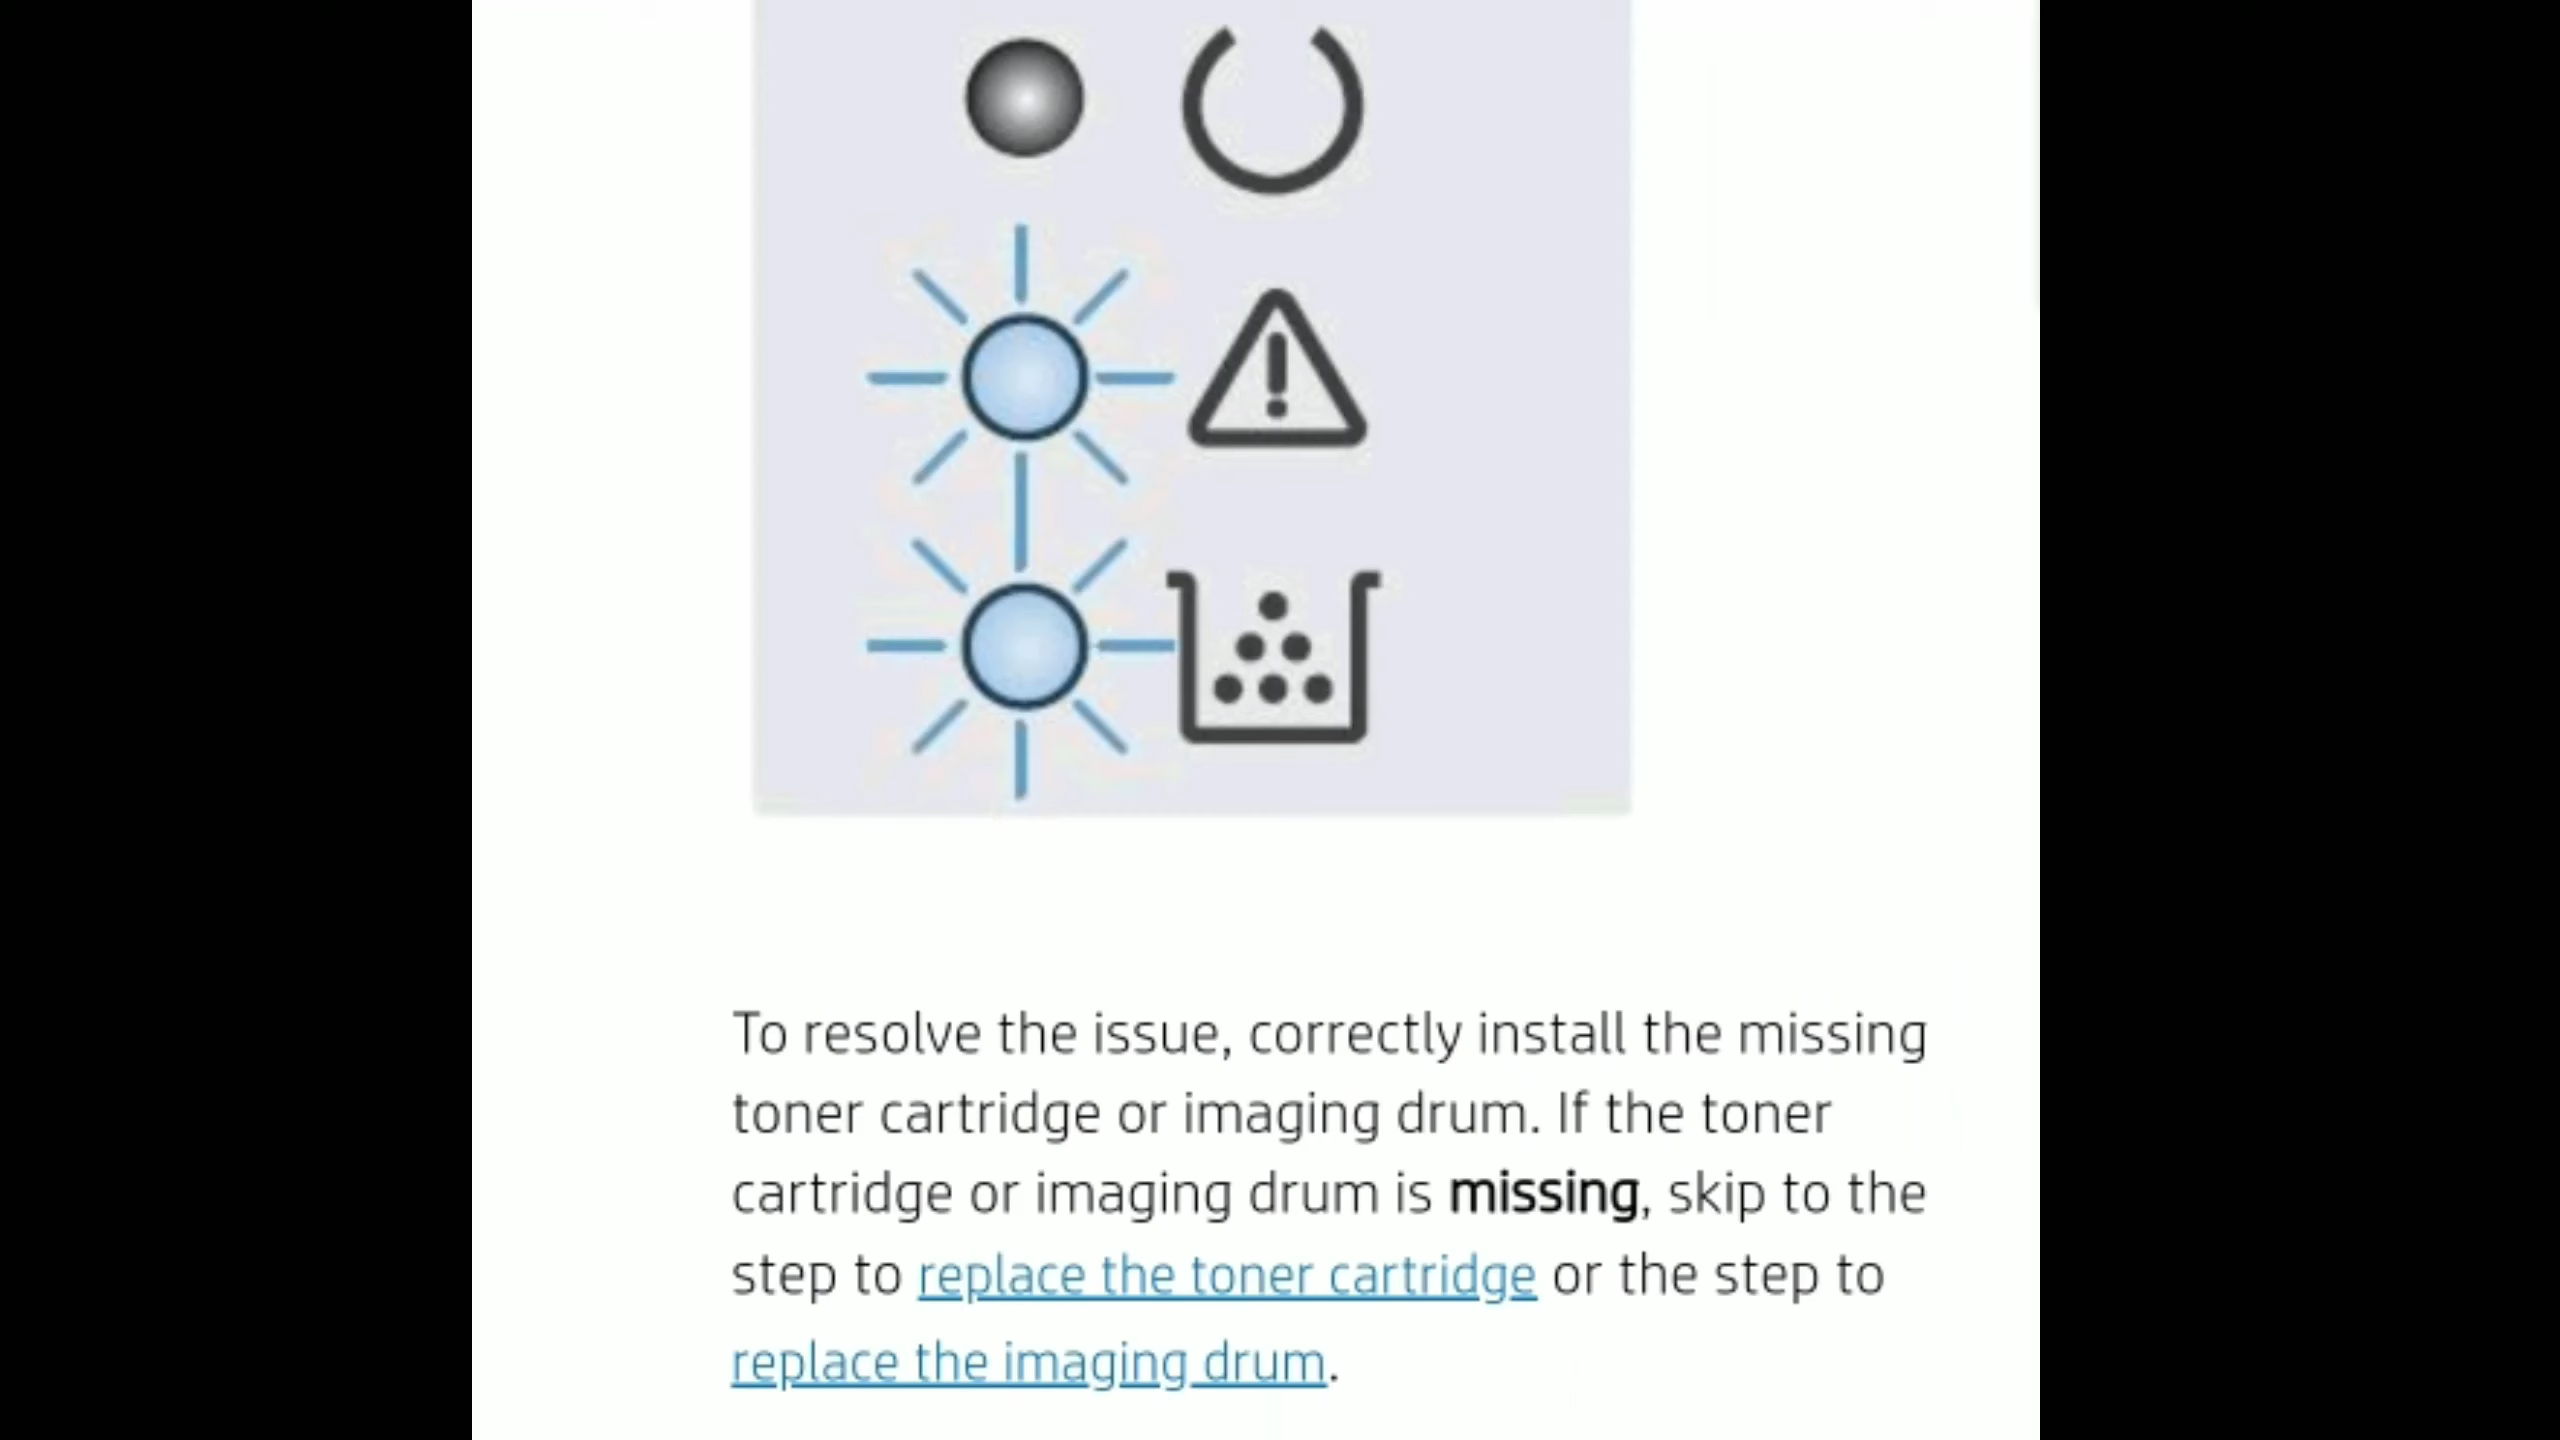 To resolve the issue, correctly install the missing
toner cartridge or imaging drum. If the toner
cartridge or imaging drum is missing, skip to the
step to replace the toner cartridge or the step to
replace the imaging drum.